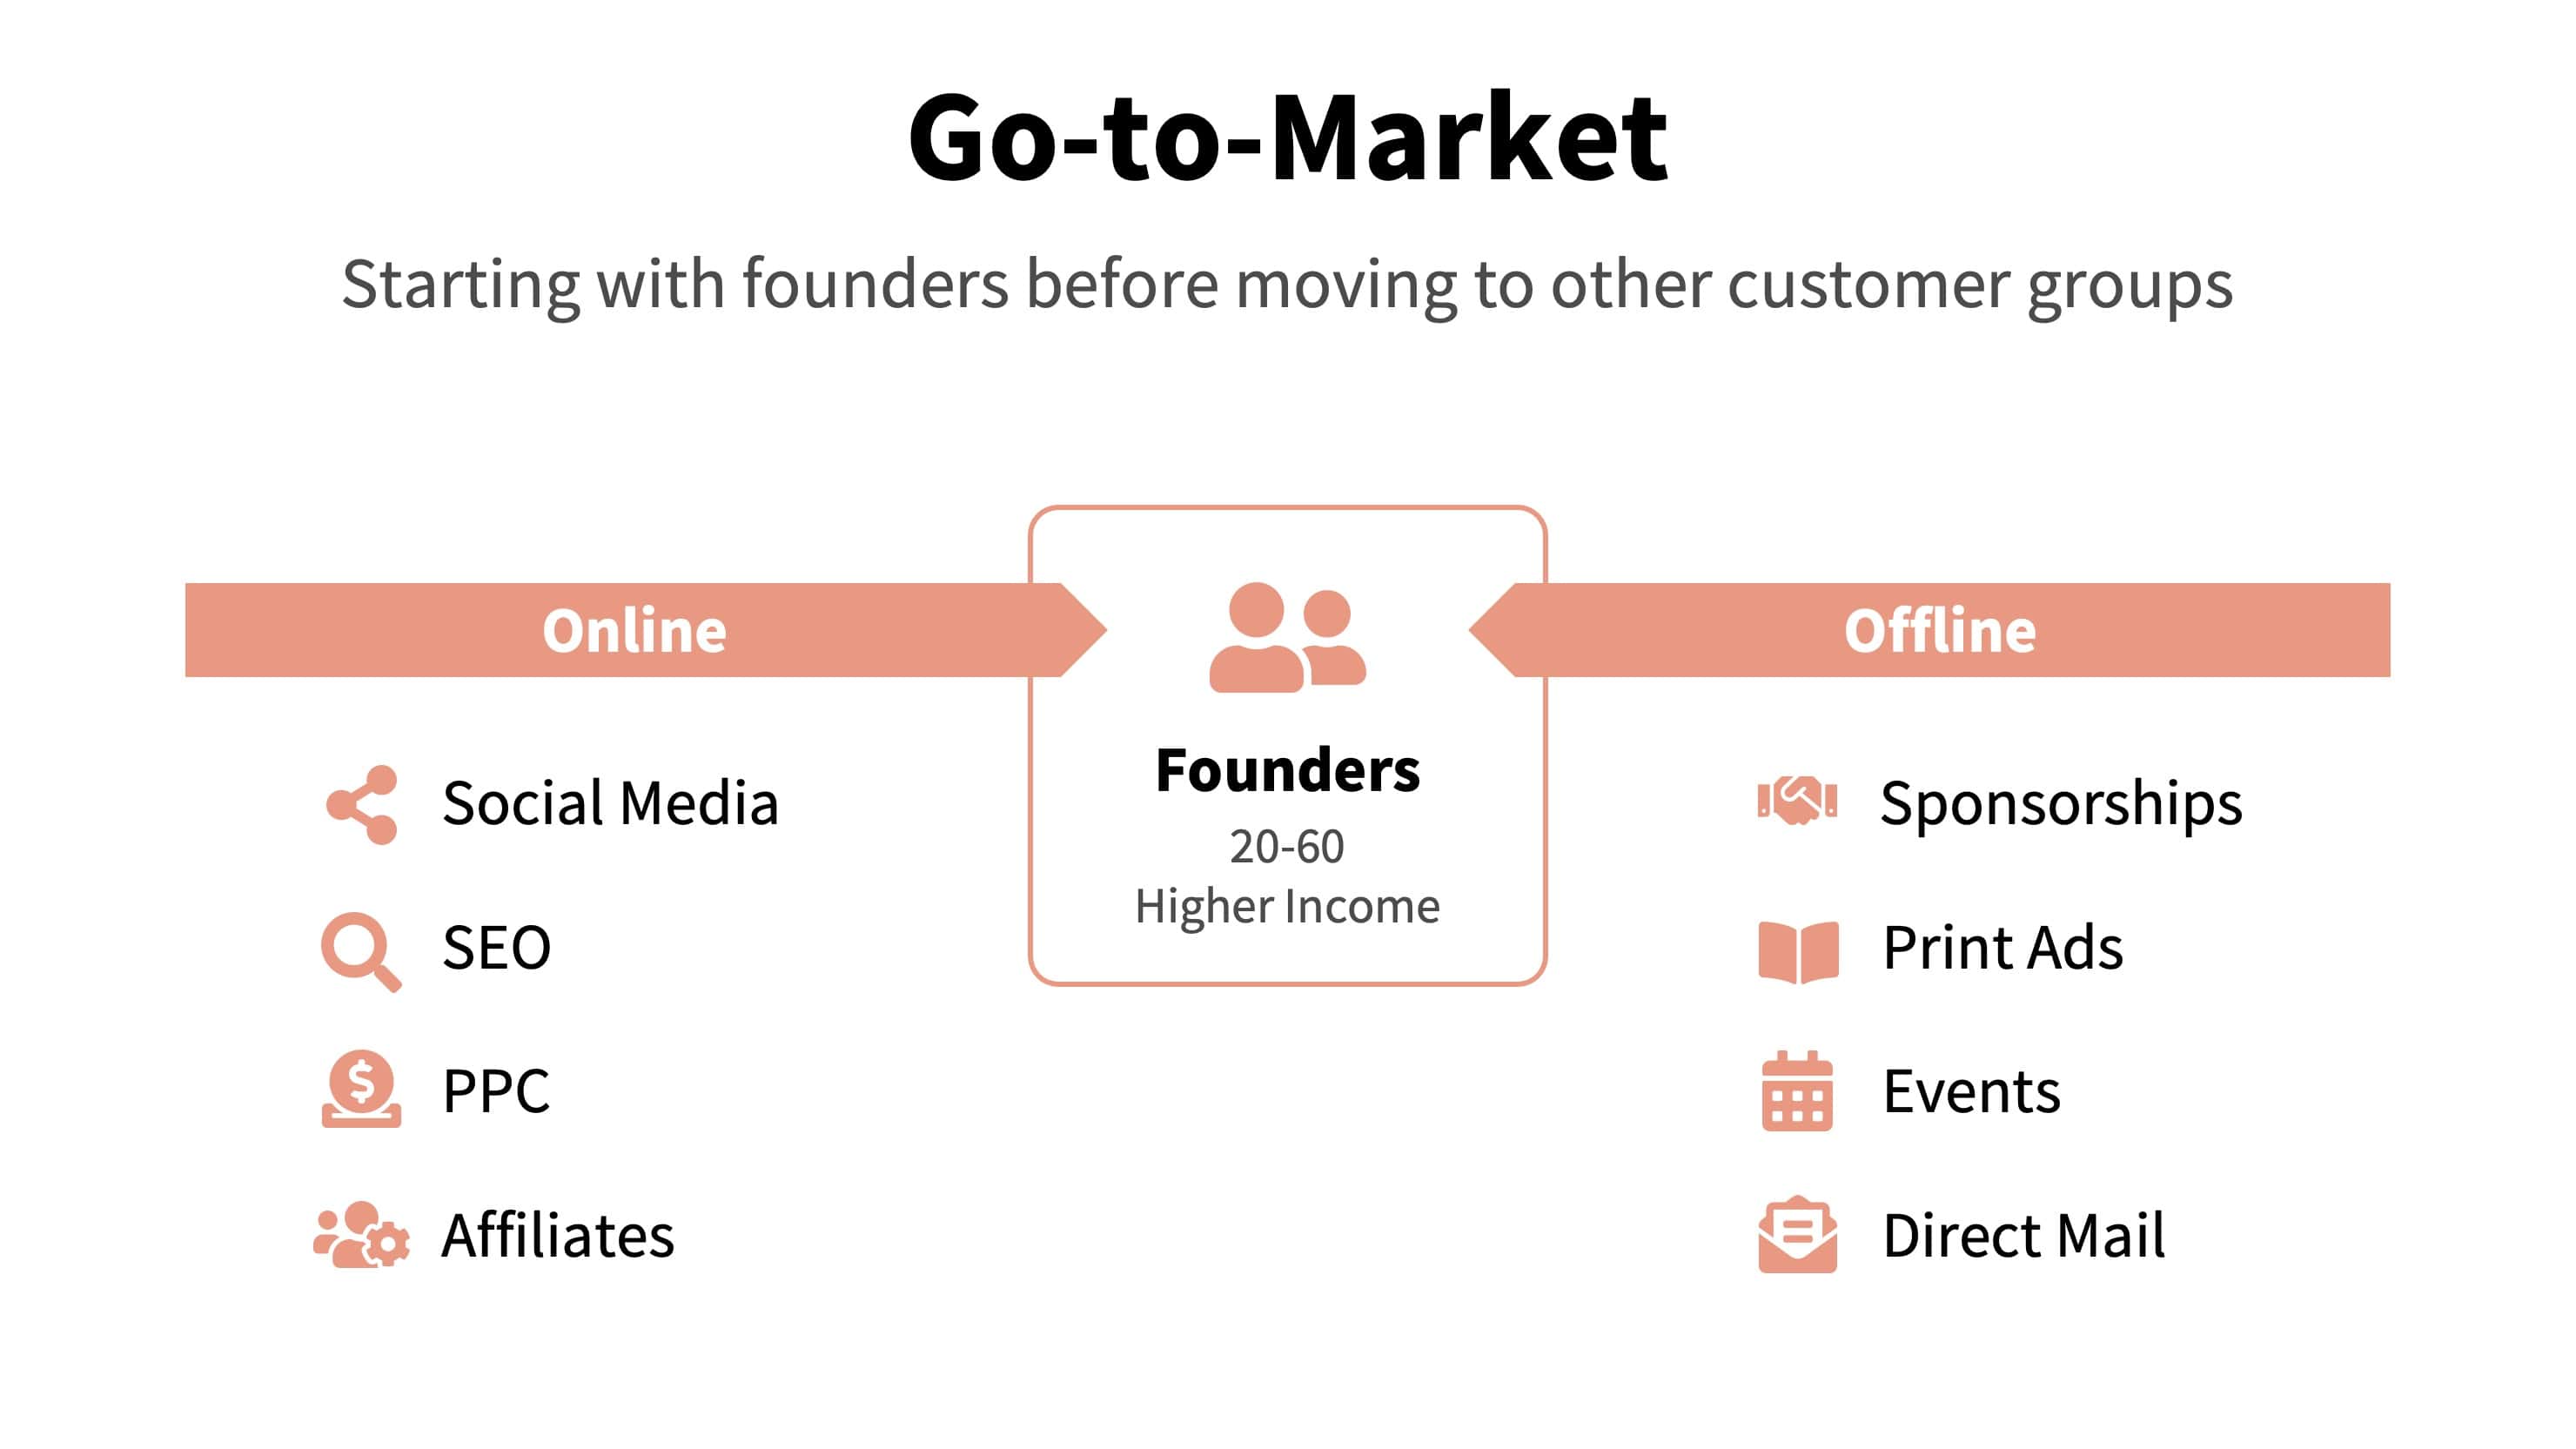 Go-to-Market
Starting with founders before moving to other customer groups
Online
Social Media
SEO
$
PPC
Affiliates
Founders
20-60
Higher Income
Offline
Sponsorships
Print Ads
Events
Direct Mail